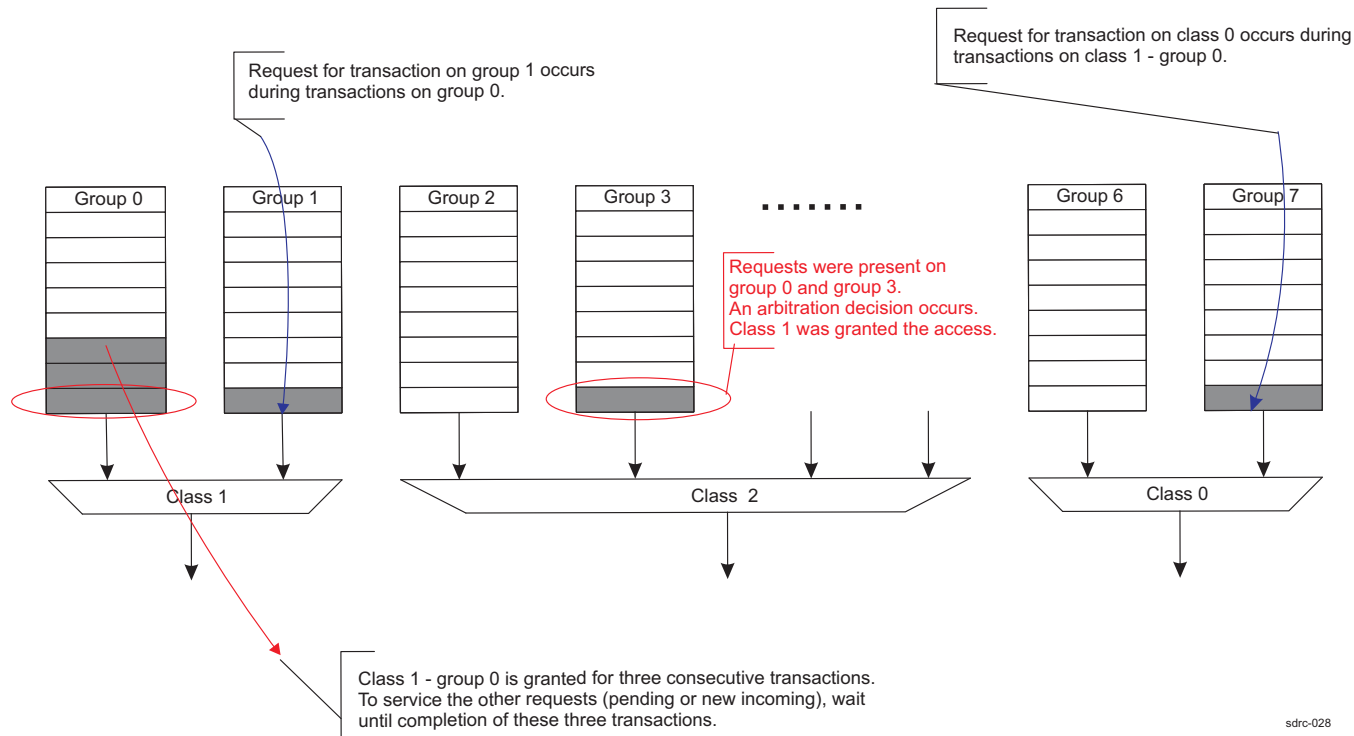 Request for transaction on group 1 occurs
during transactions on group 0.
Request for transaction on class 0 occurs during
transactions on class 1 - group 0.
Group 0
Group 1
Group 2
Group 3
.......
Group 6
Group 7
Requests were present on
group 0 and group 3.
An arbitration decision occurs.
Class 1 was granted the access.
Class 1
Class 2
Class 0
Class 1 - group 0 is granted for three consecutive transactions.
To service the other requests (pending or new incoming), wait
until completion of these three transactions.
sdrc-028